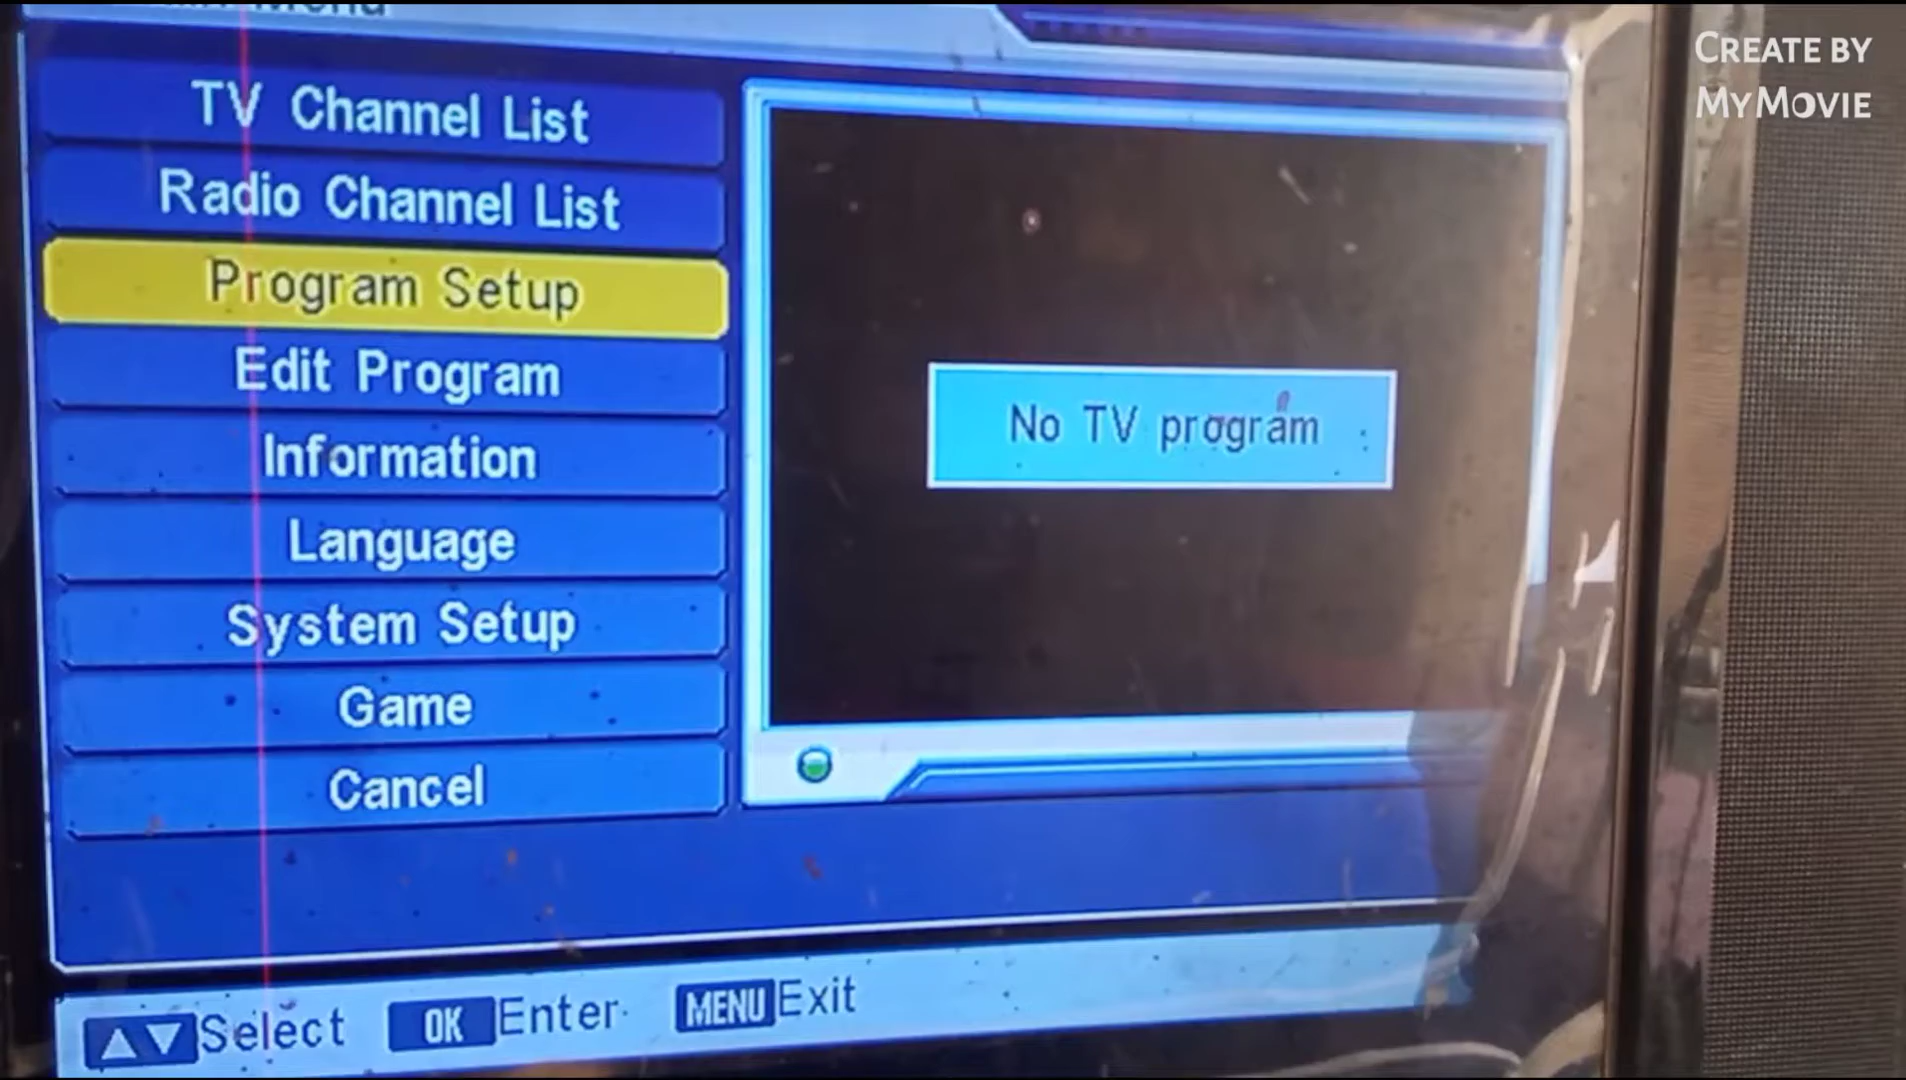 Menu
CREATE BY
MYMOVIE
TV Channel List
Radio Channel List
Program Setup
Edit Program
Information
Language
System Setup
Game
Cancel
No TV program
Select OK Enter MENU Exit